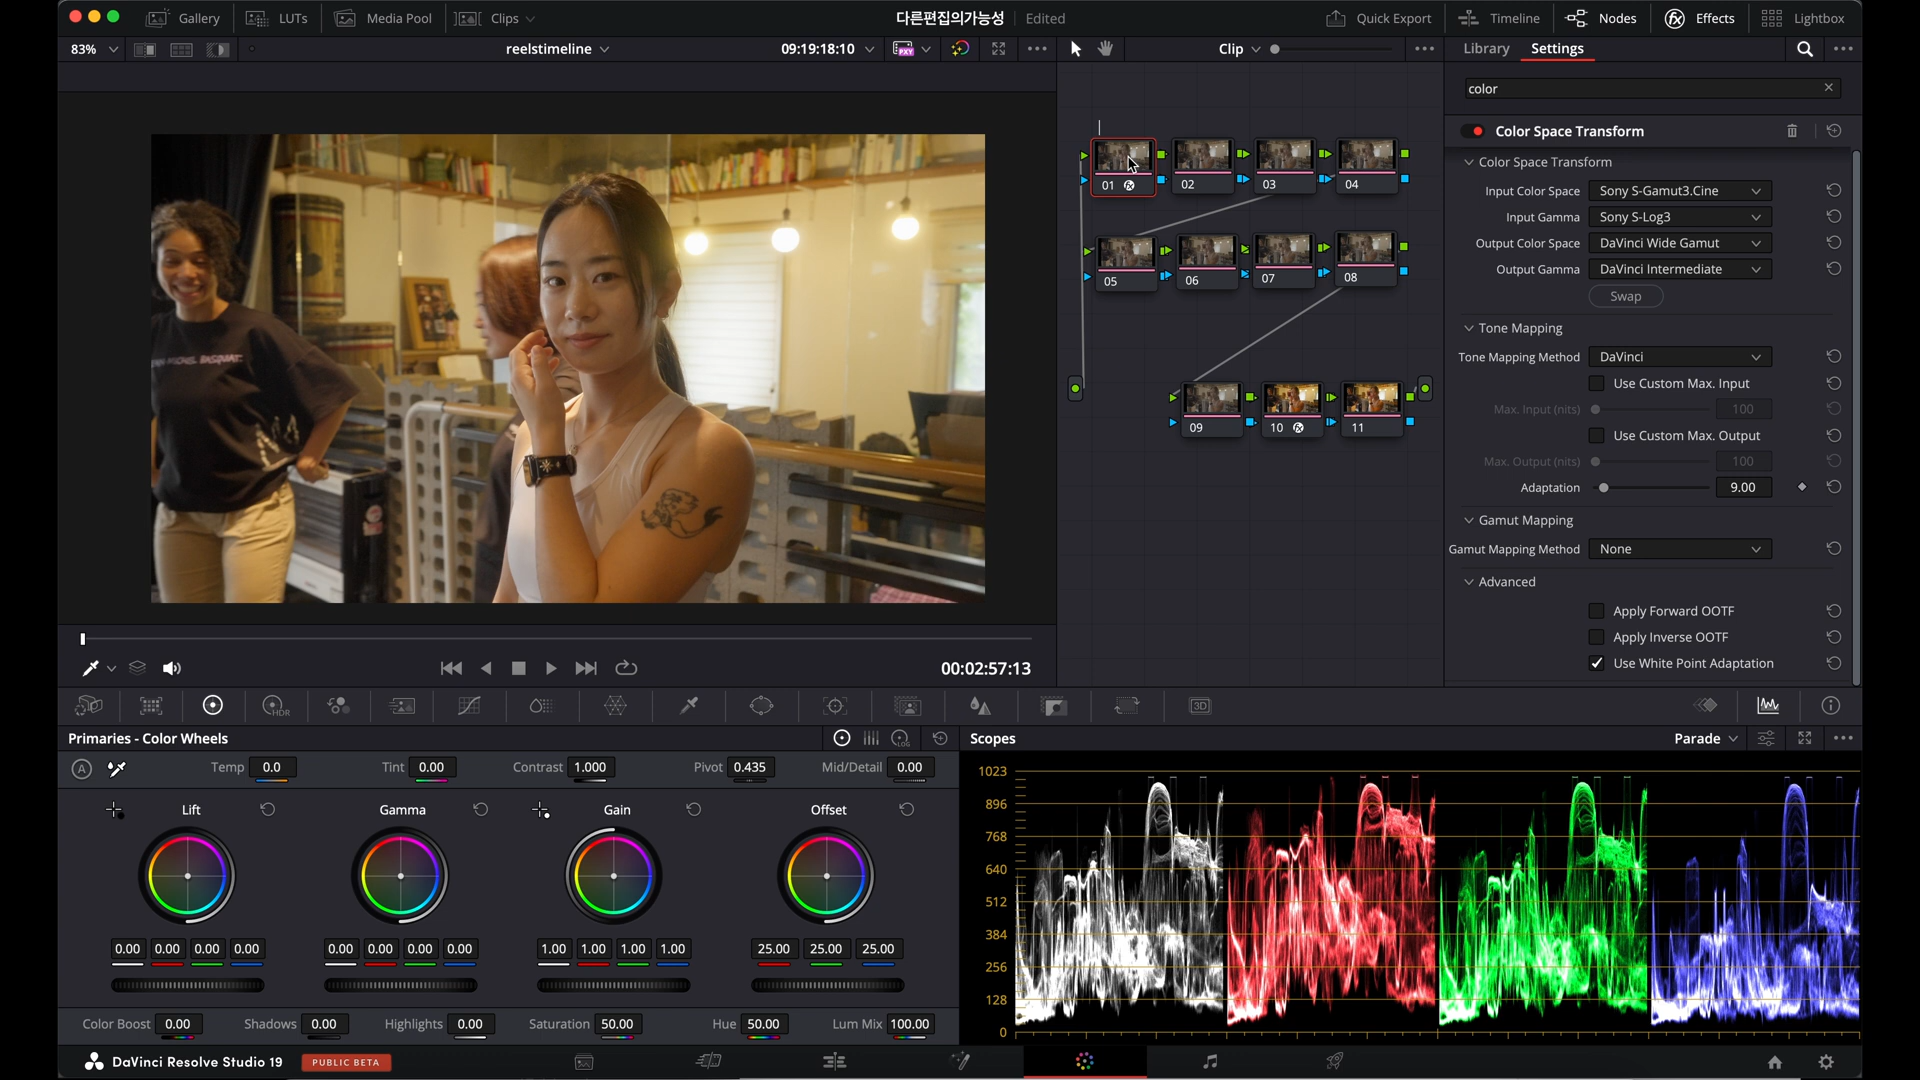 Gallery LUTs Media Pool Clips 다른편집의가능성 Edited Quick Export Timeline Nodes Effects Lightbox
83% reelstimeline 09:19:18:10 PXY Clip Library Settings
color
Color Space Transform
Color Space Transform
Input Color Space Sony S-Gamut3.Cine
Input Gamma Sony S-Log3
Output Color Space DaVinci Wide Gamut
Output Gamma DaVinci Intermediate
Swap
Tone Mapping
Tone Mapping Method DaVinci
Use Custom Max. Input
Max. Input (nits) 100
Use Custom Max. Output
Max. Output (nits) 100
Adaptation 9.00
Gamut Mapping
Gamut Mapping Method None
Advanced
Apply Forward OOTF
Apply Inverse OOTF
Use White Point Adaptation
01 fx 02 03 04
05 06 07 08
09 10 fx 11
00:02:57:13
HDR 3D
Primaries - Color Wheels
A Temp 0.0 Tint 0.00 Contrast 1.000 Pivot 0.435 Mid/Detail 0.00
Lift Gamma Gain Offset
0.00 0.00 0.00 0.00 0.00 0.00 0.00 0.00 1.00 1.00 1.00 1.00 25.00 25.00 25.00
Color Boost 0.00 Shadows 0.00 Highlights 0.00 Saturation 50.00 Hue 50.00 Lum Mix 100.00
Scopes Parade
1023
896
768
640
512
384
256
128
0
DaVinci Resolve Studio 19 PUBLIC BETA